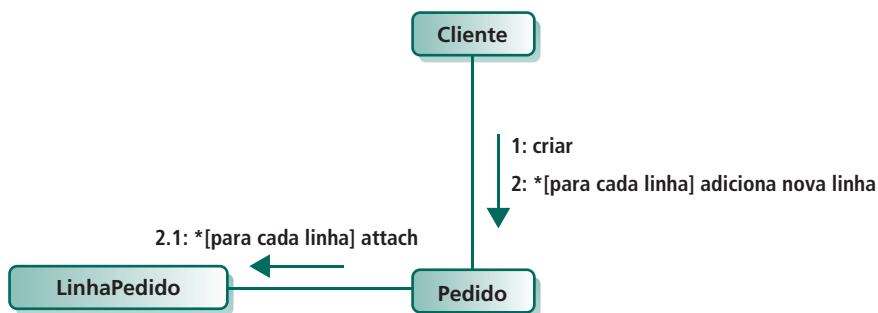 Cliente
1: criar
2: *[para cada linha] adiciona nova linha
2.1: *[para cada linha] attach
LinhaPedido
Pedido